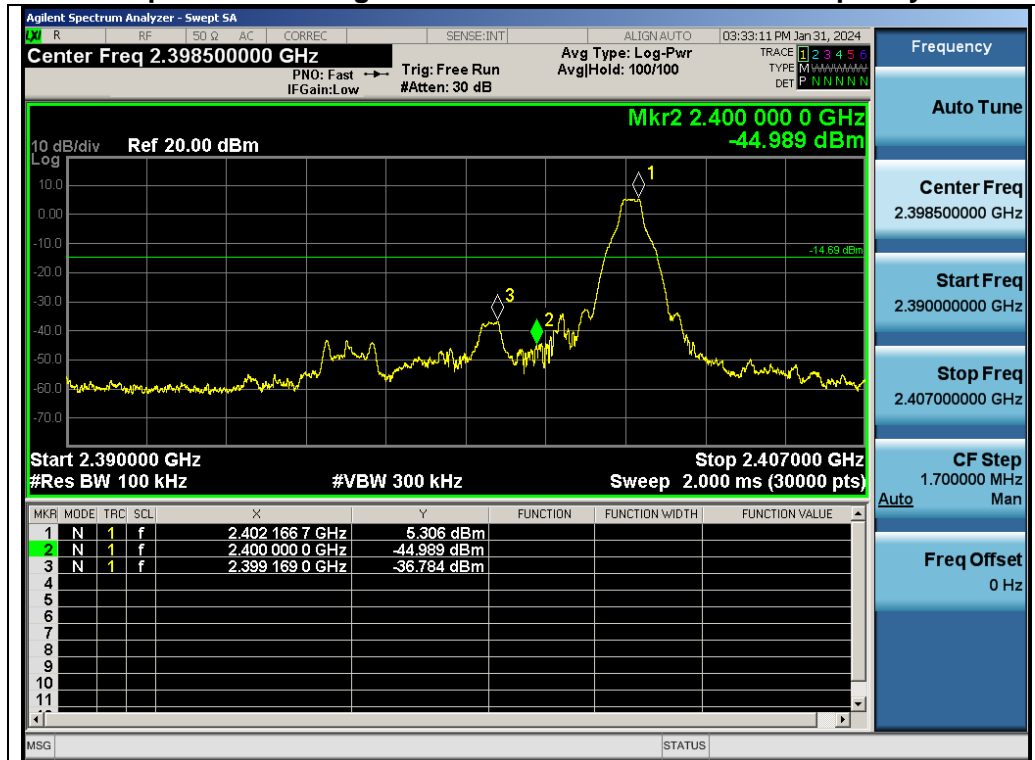 Agilent Spectrum Analyzer - Swept SA
LXI R RF 50 Ω AC CORREC SENSE:INT ALIGN AUTO 03:33:11 PM Jan 31, 2024
Center Freq 2.398500000 GHz
PNO: Fast
IFGain:Low
Trig: Free Run
#Atten: 30 dB
Avg Type: Log-Pwr
Avg|Hold: 100/100
TRACE 1 2 3 4 5 6
TYPE M WWWWW
DET P N N N N N
Frequency
Auto Tune
Center Freq
2.398500000 GHz
Start Freq
2.390000000 GHz
Stop Freq
2.407000000 GHz
CF Step
1.700000 MHz
Auto Man
Freq Offset
0 Hz
Mkr2 2.400 000 0 GHz
-44.989 dBm
10 dB/div Ref 20.00 dBm
Log
10.0
0.00
-10.0
-20.0
-30.0
-40.0
-50.0
-60.0
-70.0
1
-14.69 dBm
3
2
Start 2.390000 GHz Stop 2.407000 GHz
#Res BW 100 kHz #VBW 300 kHz Sweep 2.000 ms (30000 pts)
MKR MODE TRC SCL X Y FUNCTION FUNCTION WIDTH FUNCTION VALUE
1 N 1 f 2.402 166 7 GHz 5.306 dBm
2 N 1 f 2.400 000 0 GHz -44.989 dBm
3 N 1 f 2.399 169 0 GHz -36.784 dBm
4
5
6
7
8
9
10
11
MSG STATUS